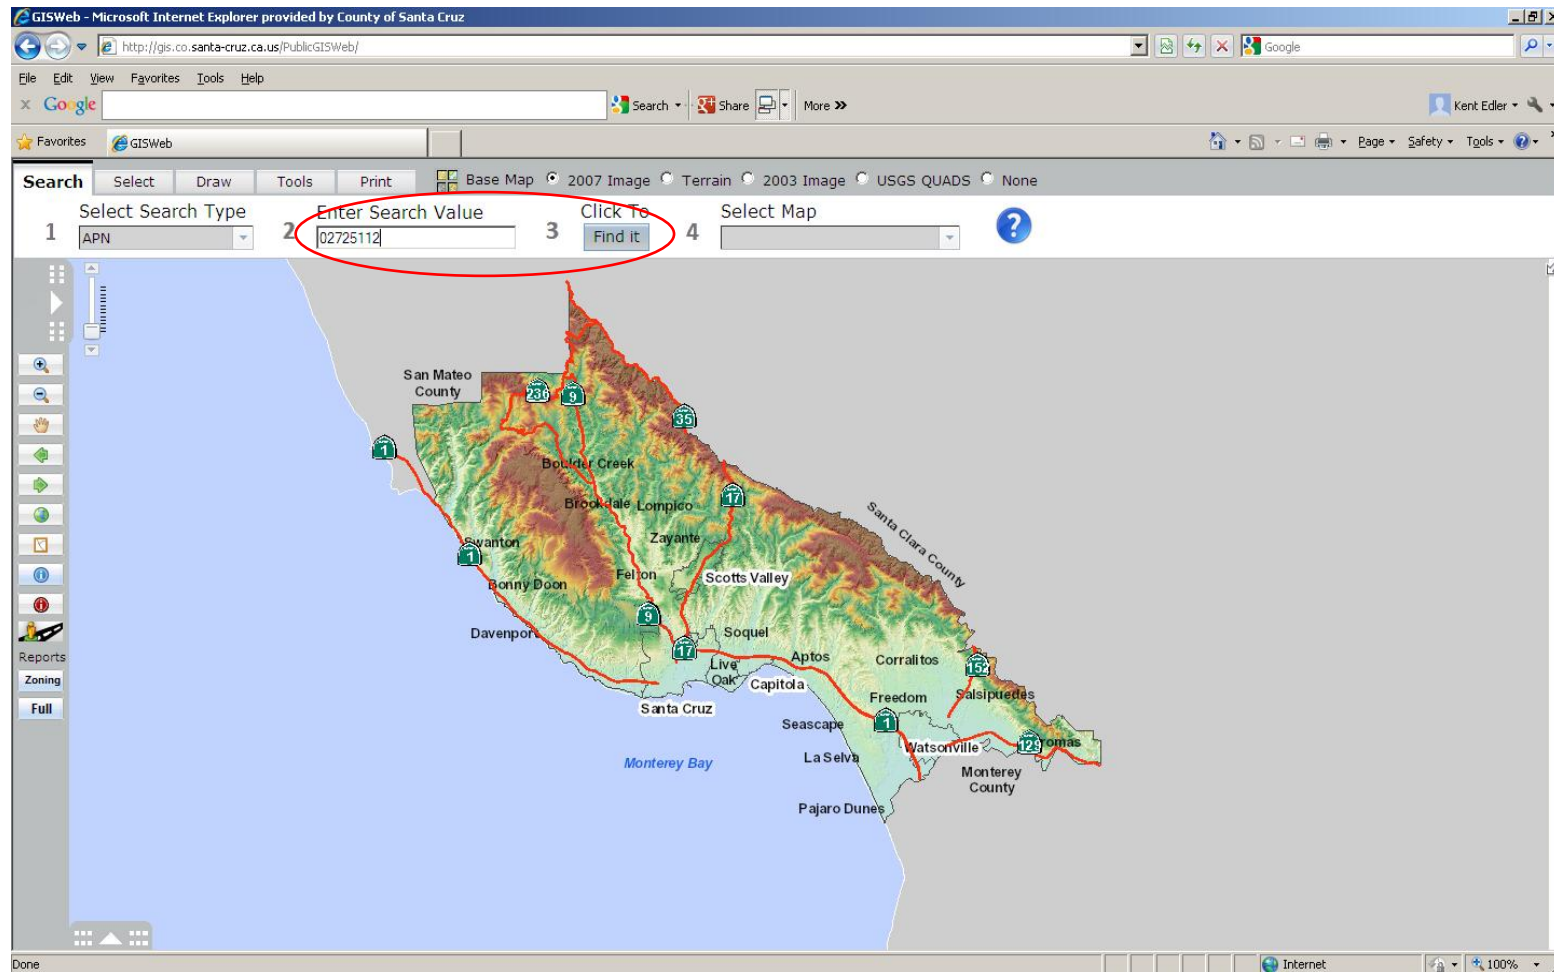 GISWeb - Microsoft Internet Explorer provided by County of Santa Cruz
http://gis.co.santa-cruz.ca.us/PublicGISWeb/
Google
File Edit View Favorites Tools Help
x Google Search Share More »
Kent Edler
Favorites GISWeb
Page Safety Tools
Search Select Draw Tools Print Base Map 2007 Image Terrain 2003 Image USGS QUADS None
Select Search Type Enter Search Value Click To Select Map
1 APN 2 02725112 3 Find it 4 ?
San Mateo
County
236 9
35
1
Boulder Creek
17
Brookdale Lompico
Santa Clara County
Swanton Zayante
1
Felton Scotts Valley
Bonny Doon
9
Davenport Soquel
17
Aptos Corralitos
152
Live
Oak
Capitola
Freedom Salsipuedes
Santa Cruz
Seascape 1
Watsonville 129 Aromas
La Selva
Monterey Bay
Monterey
County
Pajaro Dunes
Reports
Zoning
Full
Done Internet 100%